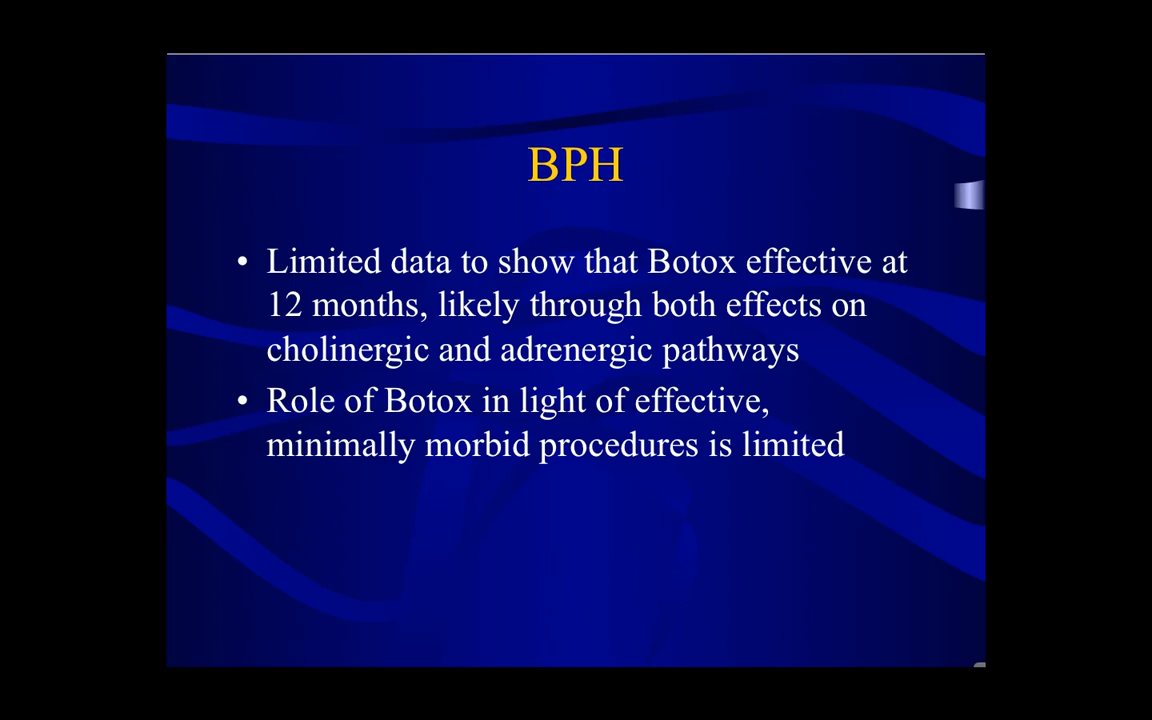 BPH
• Limited data to show that Botox effective at
12 months, likely through both effects on
cholinergic and adrenergic pathways
• Role of Botox in light of effective,
minimally morbid procedures is limited